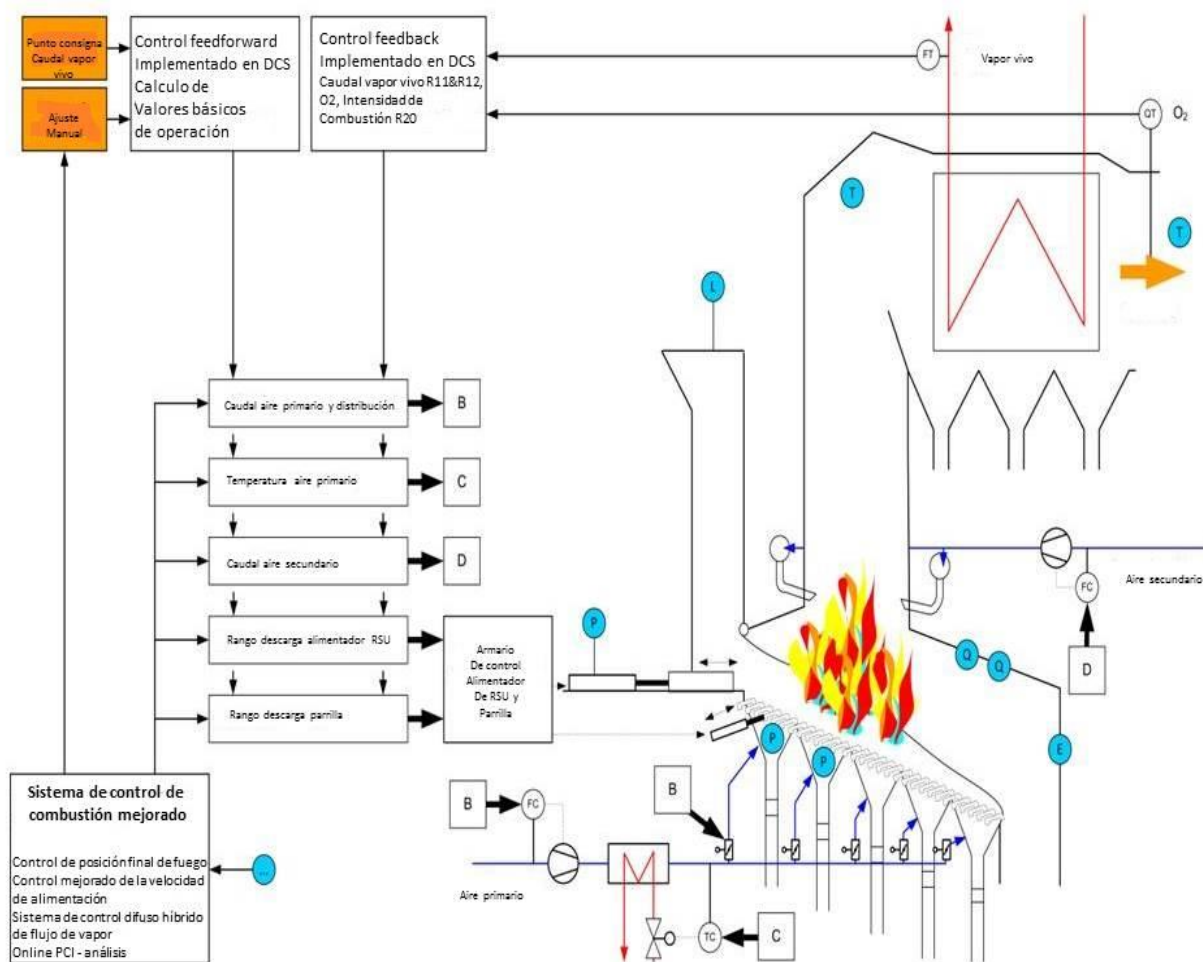 Punto consigna
Caudal vapor
vivo
Ajuste
Manual
Control feedforward
Implementado en DCS
Calculo de
Valores básicos
de operación
Control feedback
Implementado en DCS
Caudal vapor vivo R11&R12,
O2, Intensidad de
Combustión R20
FT
Vapor vivo
QT
O₂
T
T
L
Caudal aire primario y distribución
B
Temperatura aire primario
C
Caudal aire secundario
D
Rango descarga alimentador RSU
Rango descarga parrilla
Armario
De control
Alimentador
De RSU y
Parrilla
P
Aire secundario
FC
D
Q
Q
E
P
P
Sistema de control de
combustión mejorado
Control de posición final de fuego
Control mejorado de la velocidad
de alimentación
Sistema de control difuso híbrido
de flujo de vapor
Online PCI - análisis
...
B
FC
B
Aire primario
TC
C